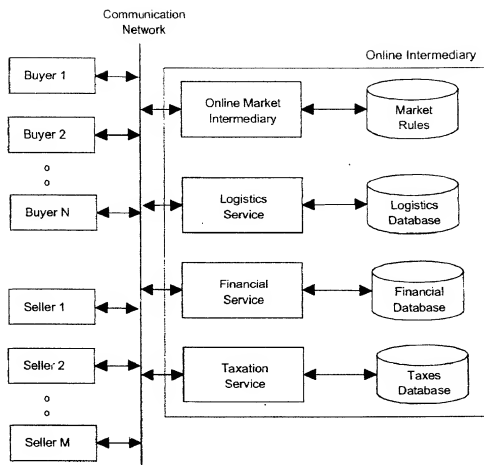 Communication
Network
Online Intermediary
Buyer 1
Online Market
Intermediary
Market
Rules
Buyer 2
o
o
Buyer N
Logistics
Service
Logistics
Database
Seller 1
Financial
Service
Financial
Database
Seller 2
Taxation
Service
Taxes
Database
o
o
Seller M